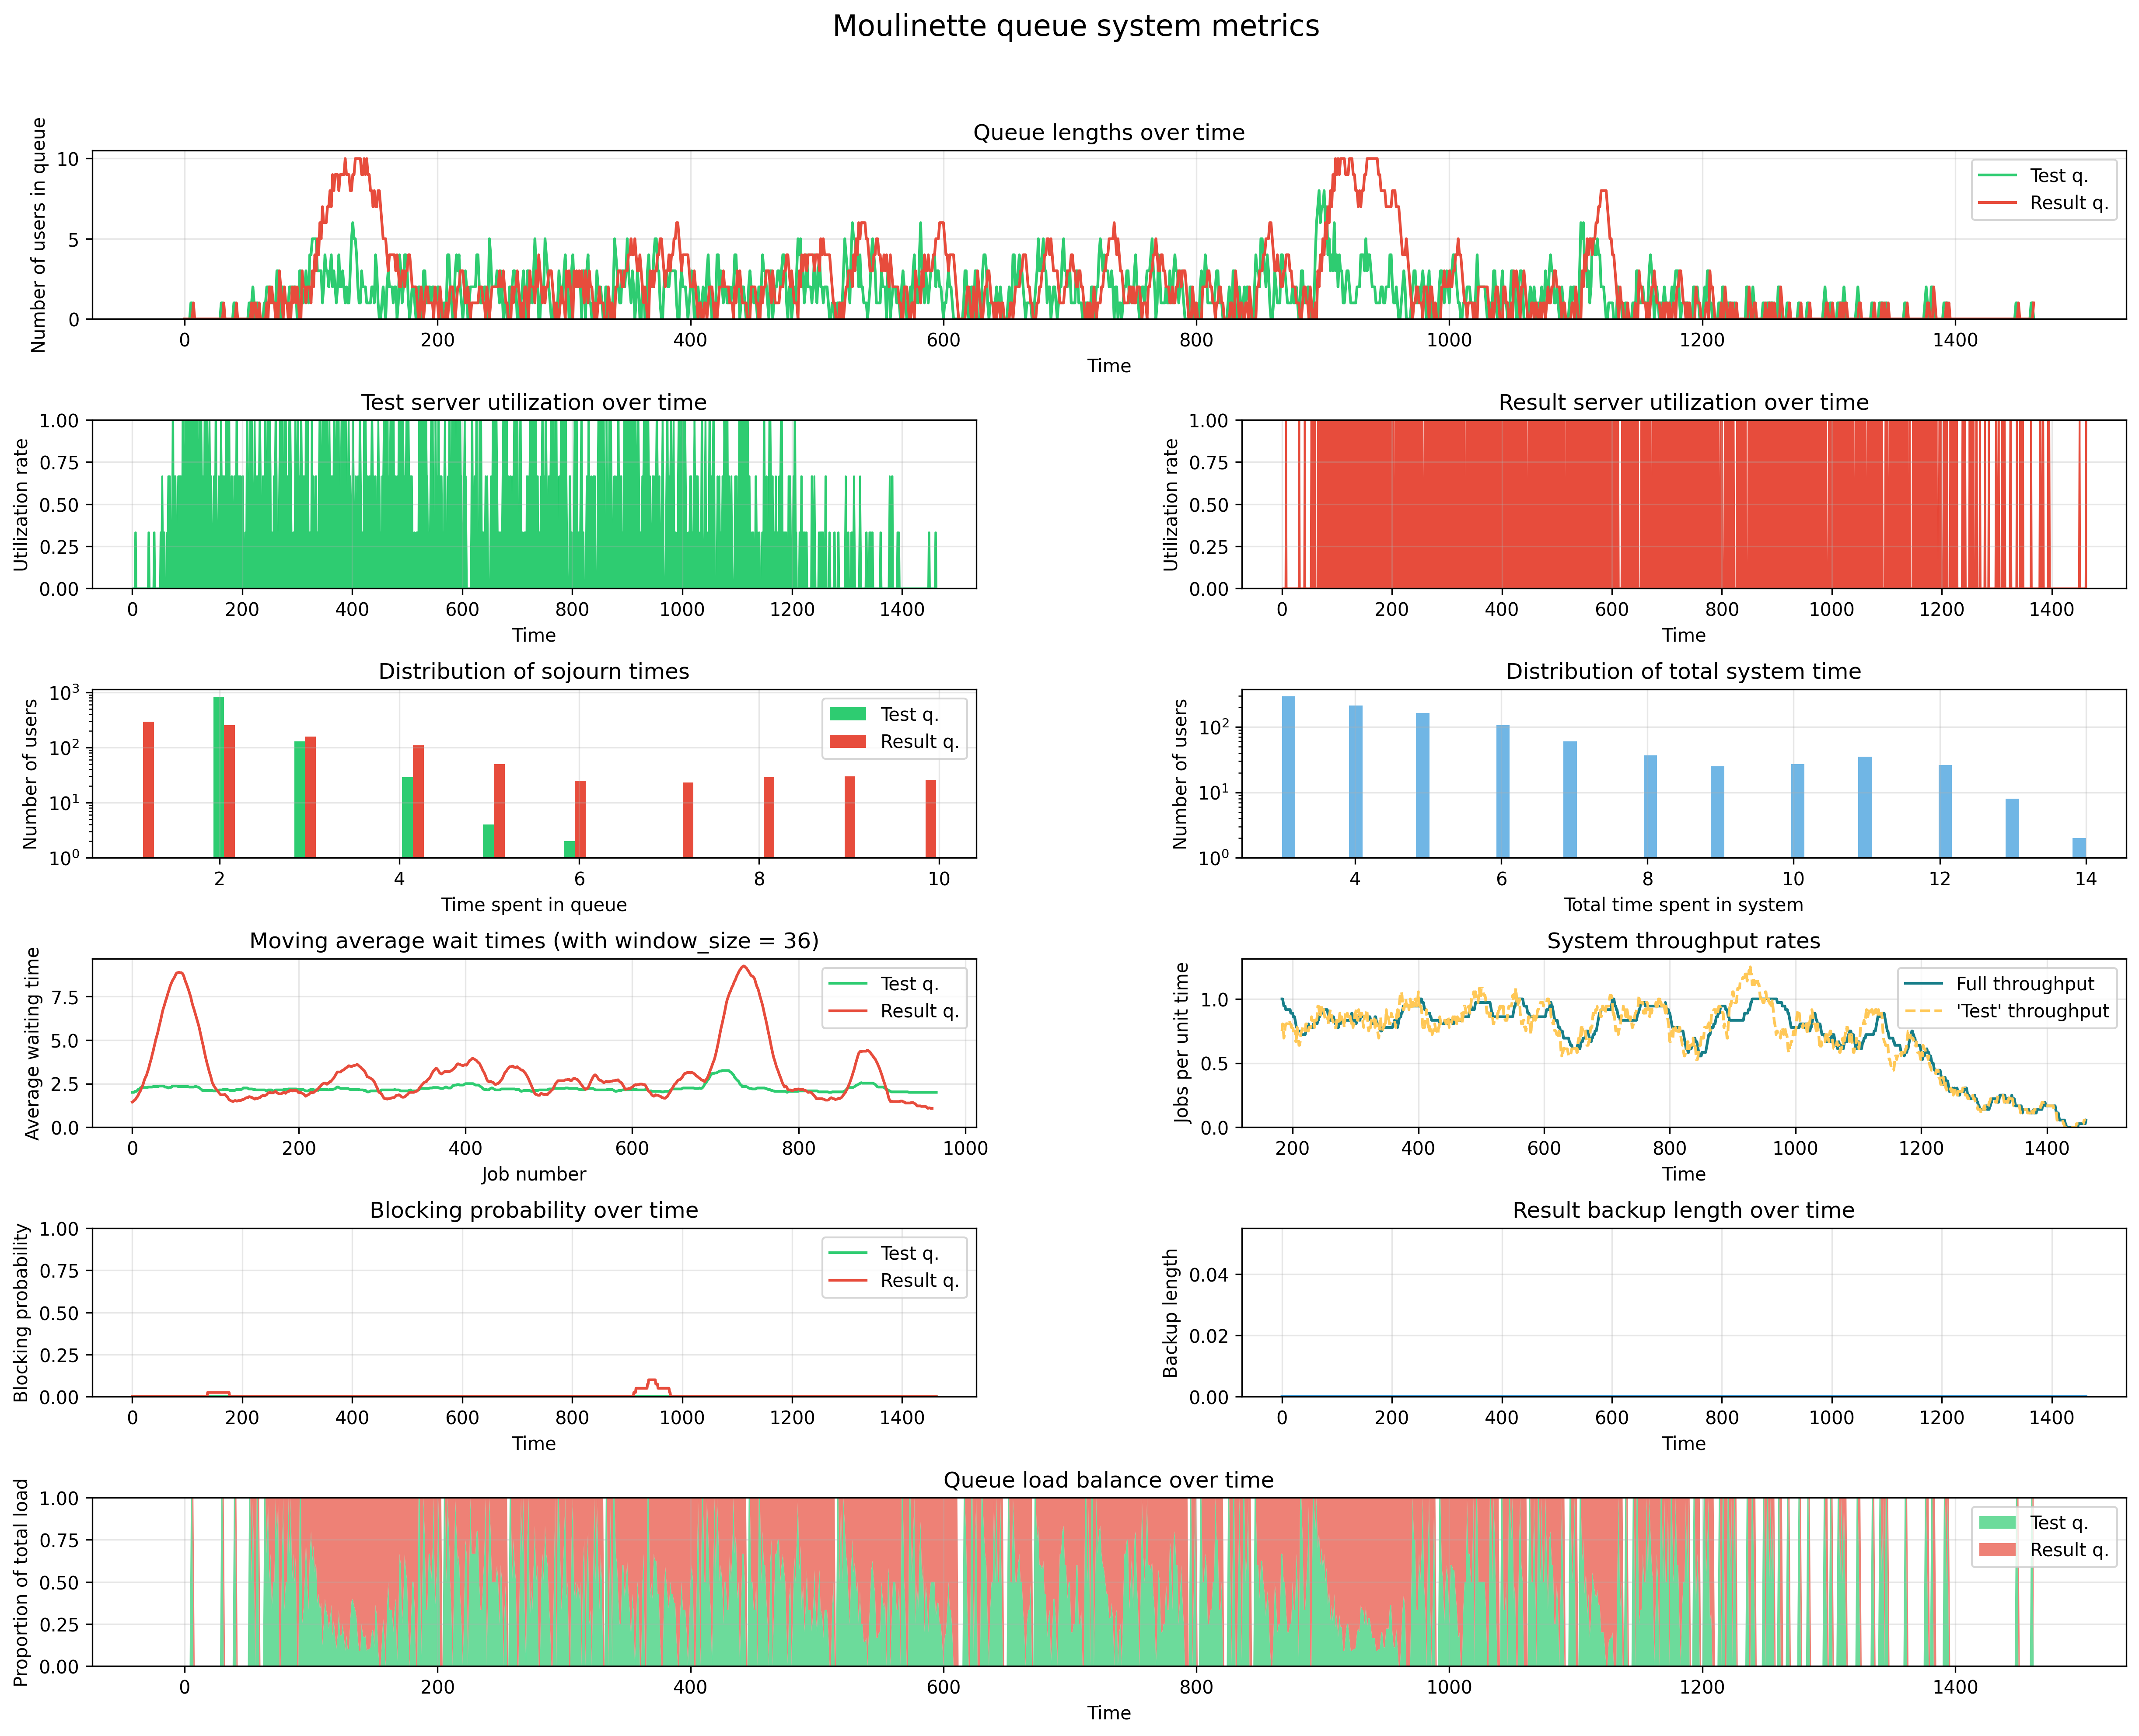 Moulinette queue system metrics
Queue lengths over time
Number of users in queue
10
5
0
Test q.
Result q.
0 200 400 600 800 1000 1200 1400
Time
Test server utilization over time
Utilization rate
1.00
0.75
0.50
0.25
0.00
0 200 400 600 800 1000 1200 1400
Time
Result server utilization over time
Utilization rate
1.00
0.75
0.50
0.25
0.00
0 200 400 600 800 1000 1200 1400
Time
Distribution of sojourn times
Number of users
10³
10²
10¹
10⁰
Test q.
Result q.
2 4 6 8 10
Time spent in queue
Distribution of total system time
Number of users
10²
10¹
10⁰
4 6 8 10 12 14
Total time spent in system
Moving average wait times (with window_size = 36)
Average waiting time
7.5
5.0
2.5
0.0
Test q.
Result q.
0 200 400 600 800 1000
Job number
System throughput rates
Jobs per unit time
1.0
0.5
0.0
Full throughput
'Test' throughput
200 400 600 800 1000 1200 1400
Time
Blocking probability over time
Blocking probability
1.00
0.75
0.50
0.25
0.00
Test q.
Result q.
0 200 400 600 800 1000 1200 1400
Time
Result backup length over time
Backup length
0.04
0.02
0.00
0 200 400 600 800 1000 1200 1400
Time
Queue load balance over time
Proportion of total load
1.00
0.75
0.50
0.25
0.00
Test q.
Result q.
0 200 400 600 800 1000 1200 1400
Time